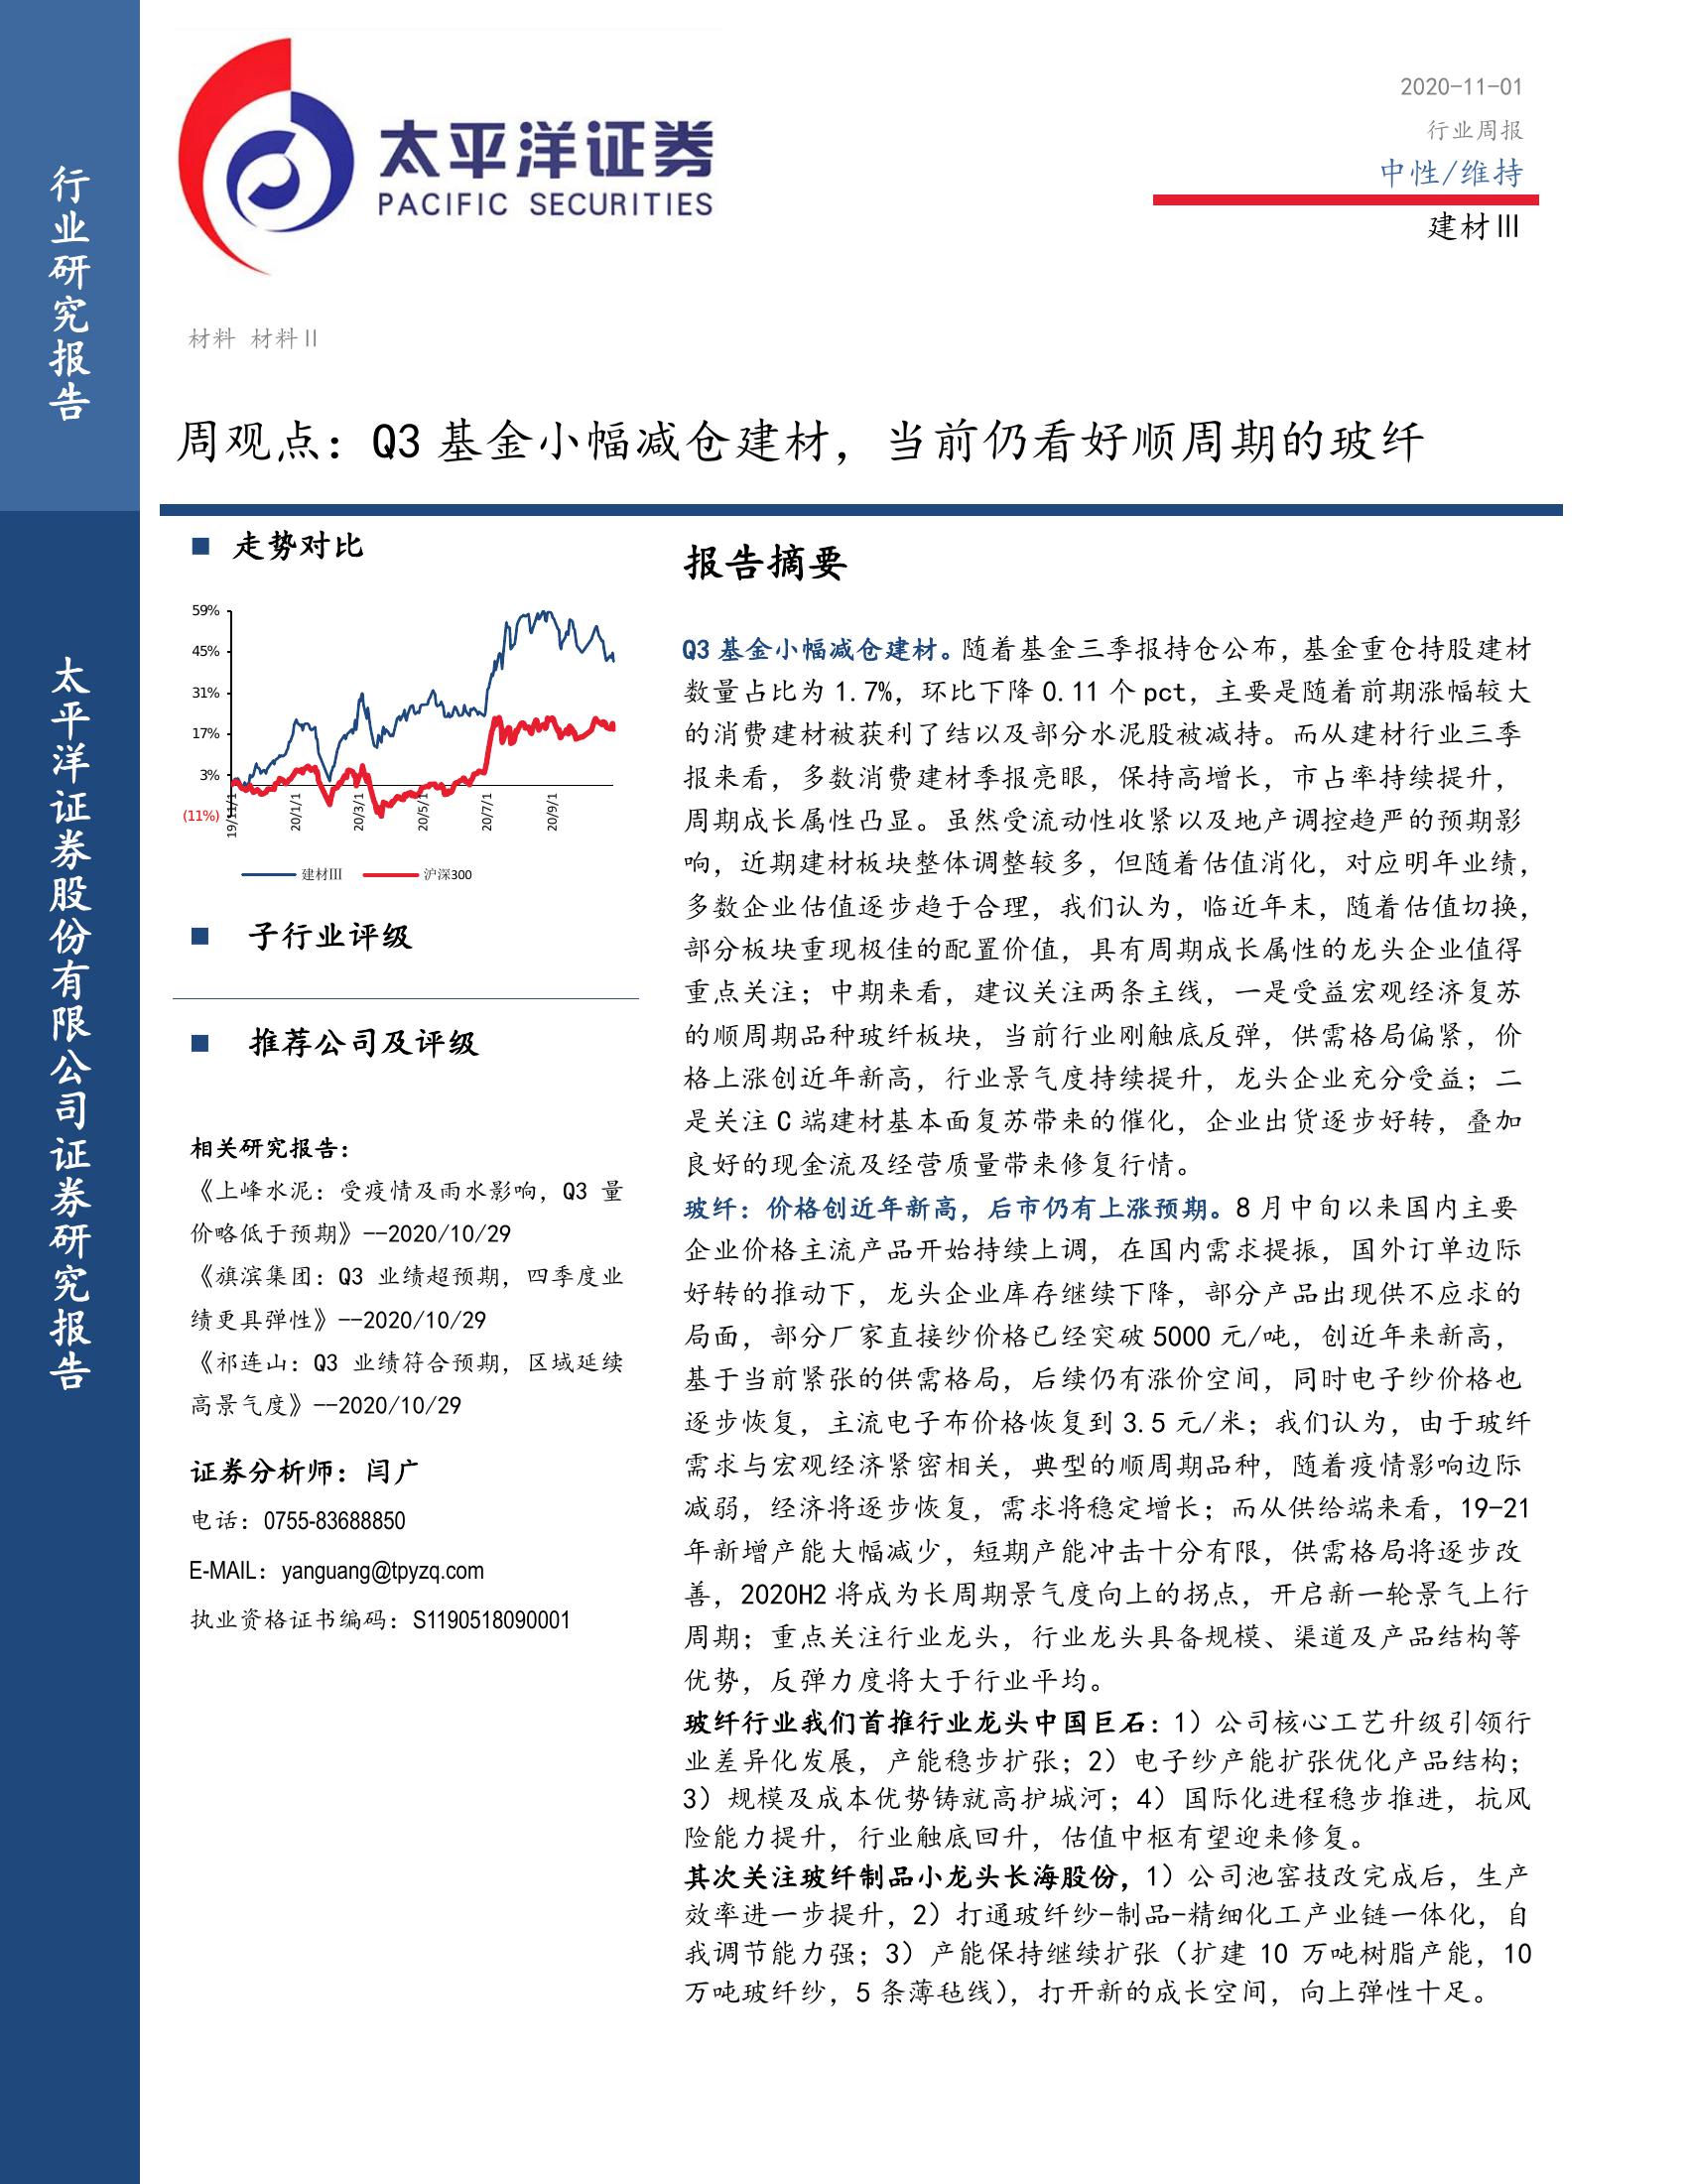 行业研究报告
太平洋证券股份有限公司证券研究报告
太平洋证券
PACIFIC SECURITIES
2020-11-01
行业周报
中性/维持
建材III
材料 材料II
周观点：Q3 基金小幅减仓建材，当前仍看好顺周期的玻纤
■ 走势对比
59%
45%
31%
17%
3%
(11%)
19/11/1
20/1/1
20/3/1
20/5/1
20/7/1
20/9/1
建材III 沪深300
■ 子行业评级
■ 推荐公司及评级
相关研究报告：
《上峰水泥：受疫情及雨水影响，Q3 量
价略低于预期》--2020/10/29
《旗滨集团：Q3 业绩超预期，四季度业
绩更具弹性》--2020/10/29
《祁连山：Q3 业绩符合预期，区域延续
高景气度》--2020/10/29
证券分析师：闫广
电话：0755-83688850
E-MAIL：yanguang@tpyzq.com
执业资格证书编码：S1190518090001
报告摘要
Q3 基金小幅减仓建材。随着基金三季报持仓公布，基金重仓持股建材
数量占比为 1.7%，环比下降 0.11 个 pct，主要是随着前期涨幅较大
的消费建材被获利了结以及部分水泥股被减持。而从建材行业三季
报来看，多数消费建材季报亮眼，保持高增长，市占率持续提升，
周期成长属性凸显。虽然受流动性收紧以及地产调控趋严的预期影
响，近期建材板块整体调整较多，但随着估值消化，对应明年业绩，
多数企业估值逐步趋于合理，我们认为，临近年末，随着估值切换，
部分板块重现极佳的配置价值，具有周期成长属性的龙头企业值得
重点关注；中期来看，建议关注两条主线，一是受益宏观经济复苏
的顺周期品种玻纤板块，当前行业刚触底反弹，供需格局偏紧，价
格上涨创近年新高，行业景气度持续提升，龙头企业充分受益；二
是关注 C 端建材基本面复苏带来的催化，企业出货逐步好转，叠加
良好的现金流及经营质量带来修复行情。
玻纤：价格创近年新高，后市仍有上涨预期。8 月中旬以来国内主要
企业价格主流产品开始持续上调，在国内需求提振，国外订单边际
好转的推动下，龙头企业库存继续下降，部分产品出现供不应求的
局面，部分厂家直接纱价格已经突破 5000 元/吨，创近年来新高，
基于当前紧张的供需格局，后续仍有涨价空间，同时电子纱价格也
逐步恢复，主流电子布价格恢复到 3.5 元/米；我们认为，由于玻纤
需求与宏观经济紧密相关，典型的顺周期品种，随着疫情影响边际
减弱，经济将逐步恢复，需求将稳定增长；而从供给端来看，19-21
年新增产能大幅减少，短期产能冲击十分有限，供需格局将逐步改
善，2020H2 将成为长周期景气度向上的拐点，开启新一轮景气上行
周期；重点关注行业龙头，行业龙头具备规模、渠道及产品结构等
优势，反弹力度将大于行业平均。
玻纤行业我们首推行业龙头中国巨石：1）公司核心工艺升级引领行
业差异化发展，产能稳步扩张；2）电子纱产能扩张优化产品结构；
3）规模及成本优势铸就高护城河；4）国际化进程稳步推进，抗风
险能力提升，行业触底回升，估值中枢有望迎来修复。
其次关注玻纤制品小龙头长海股份，1）公司池窑技改完成后，生产
效率进一步提升，2）打通玻纤纱-制品-精细化工产业链一体化，自
我调节能力强；3）产能保持继续扩张（扩建 10 万吨树脂产能，10
万吨玻纤纱，5 条薄毡线），打开新的成长空间，向上弹性十足。